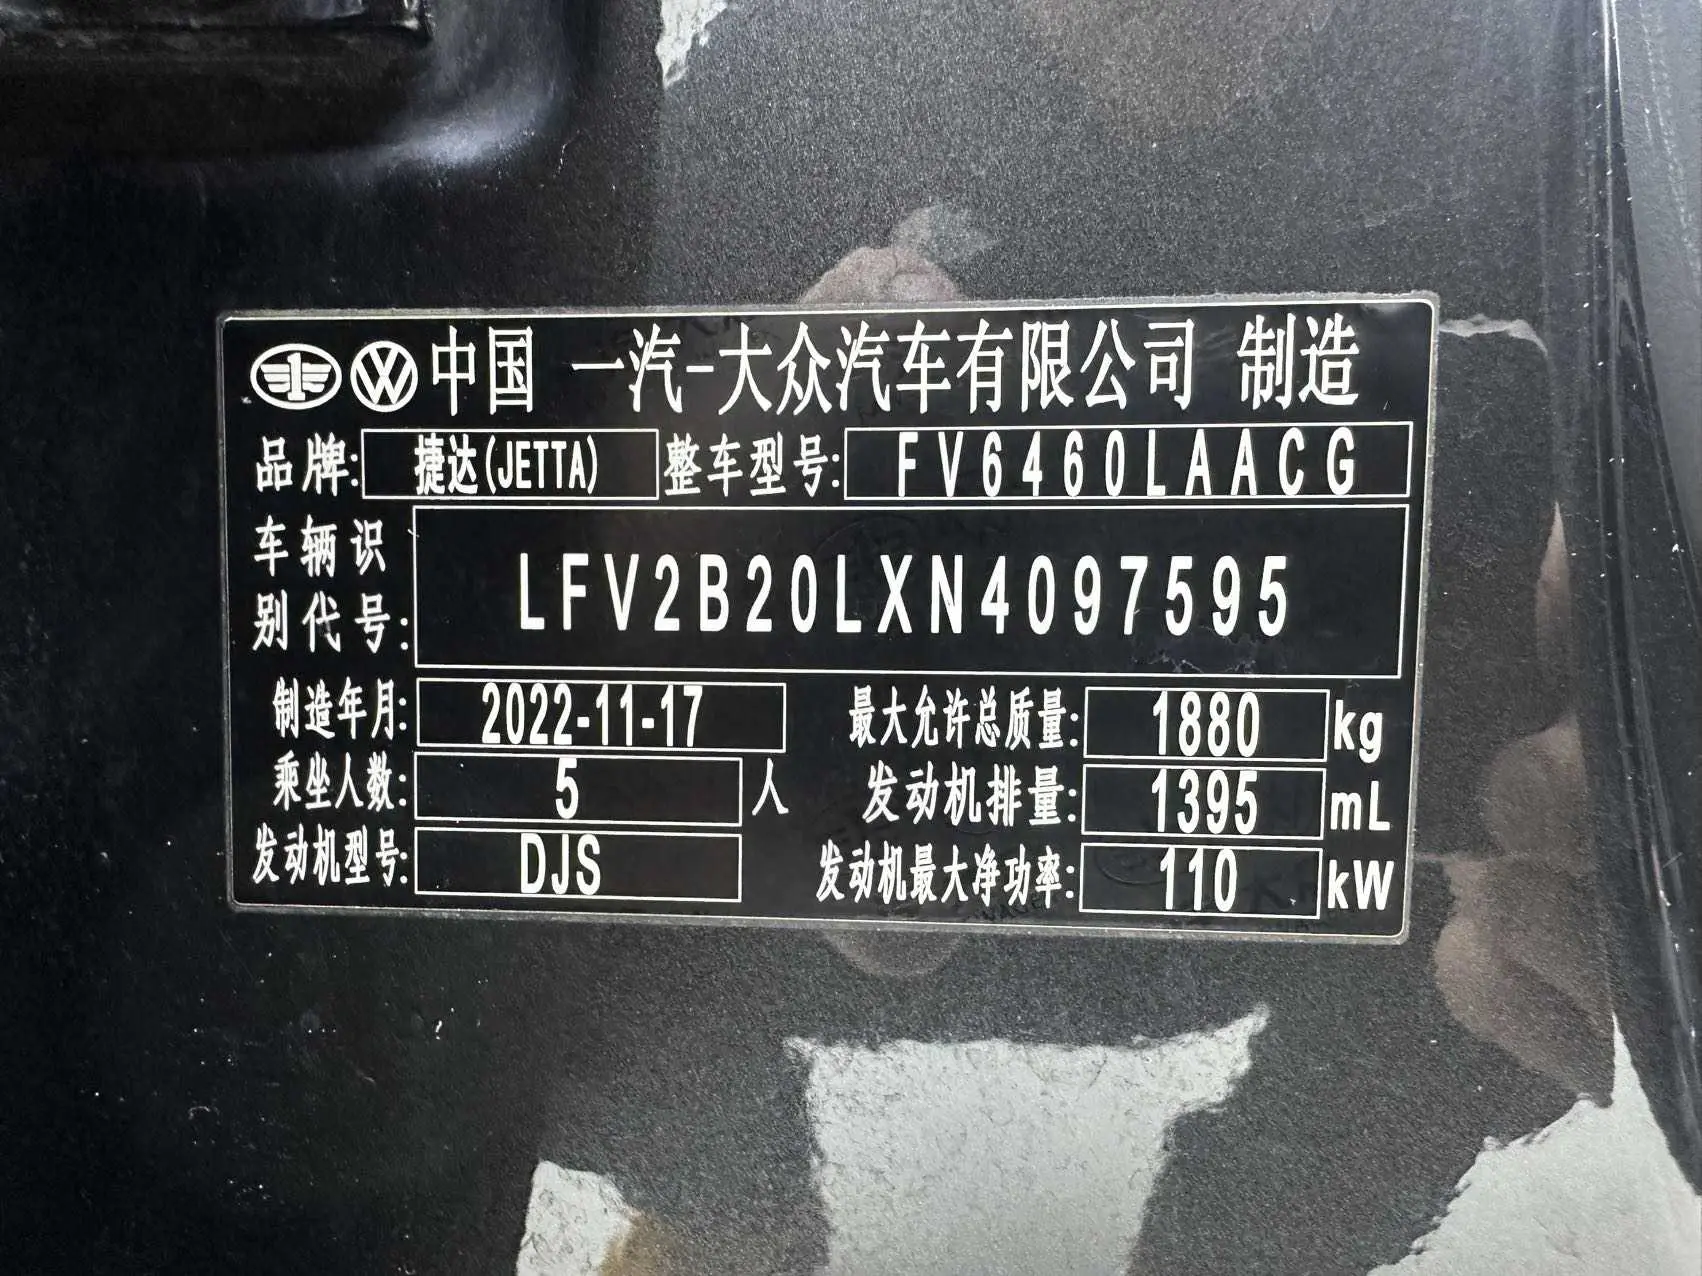 中国 一汽-大众汽车有限公司 制造
品牌: 捷达(JETTA) 整车型号: FV6460LAACG
车辆识别代号: LFV2B20LXN4097595
制造年月: 2022-11-17 最大允许总质量: 1880 kg
乘坐人数: 5 人 发动机排量: 1395 mL
发动机型号: DJS 发动机最大净功率: 110 kW